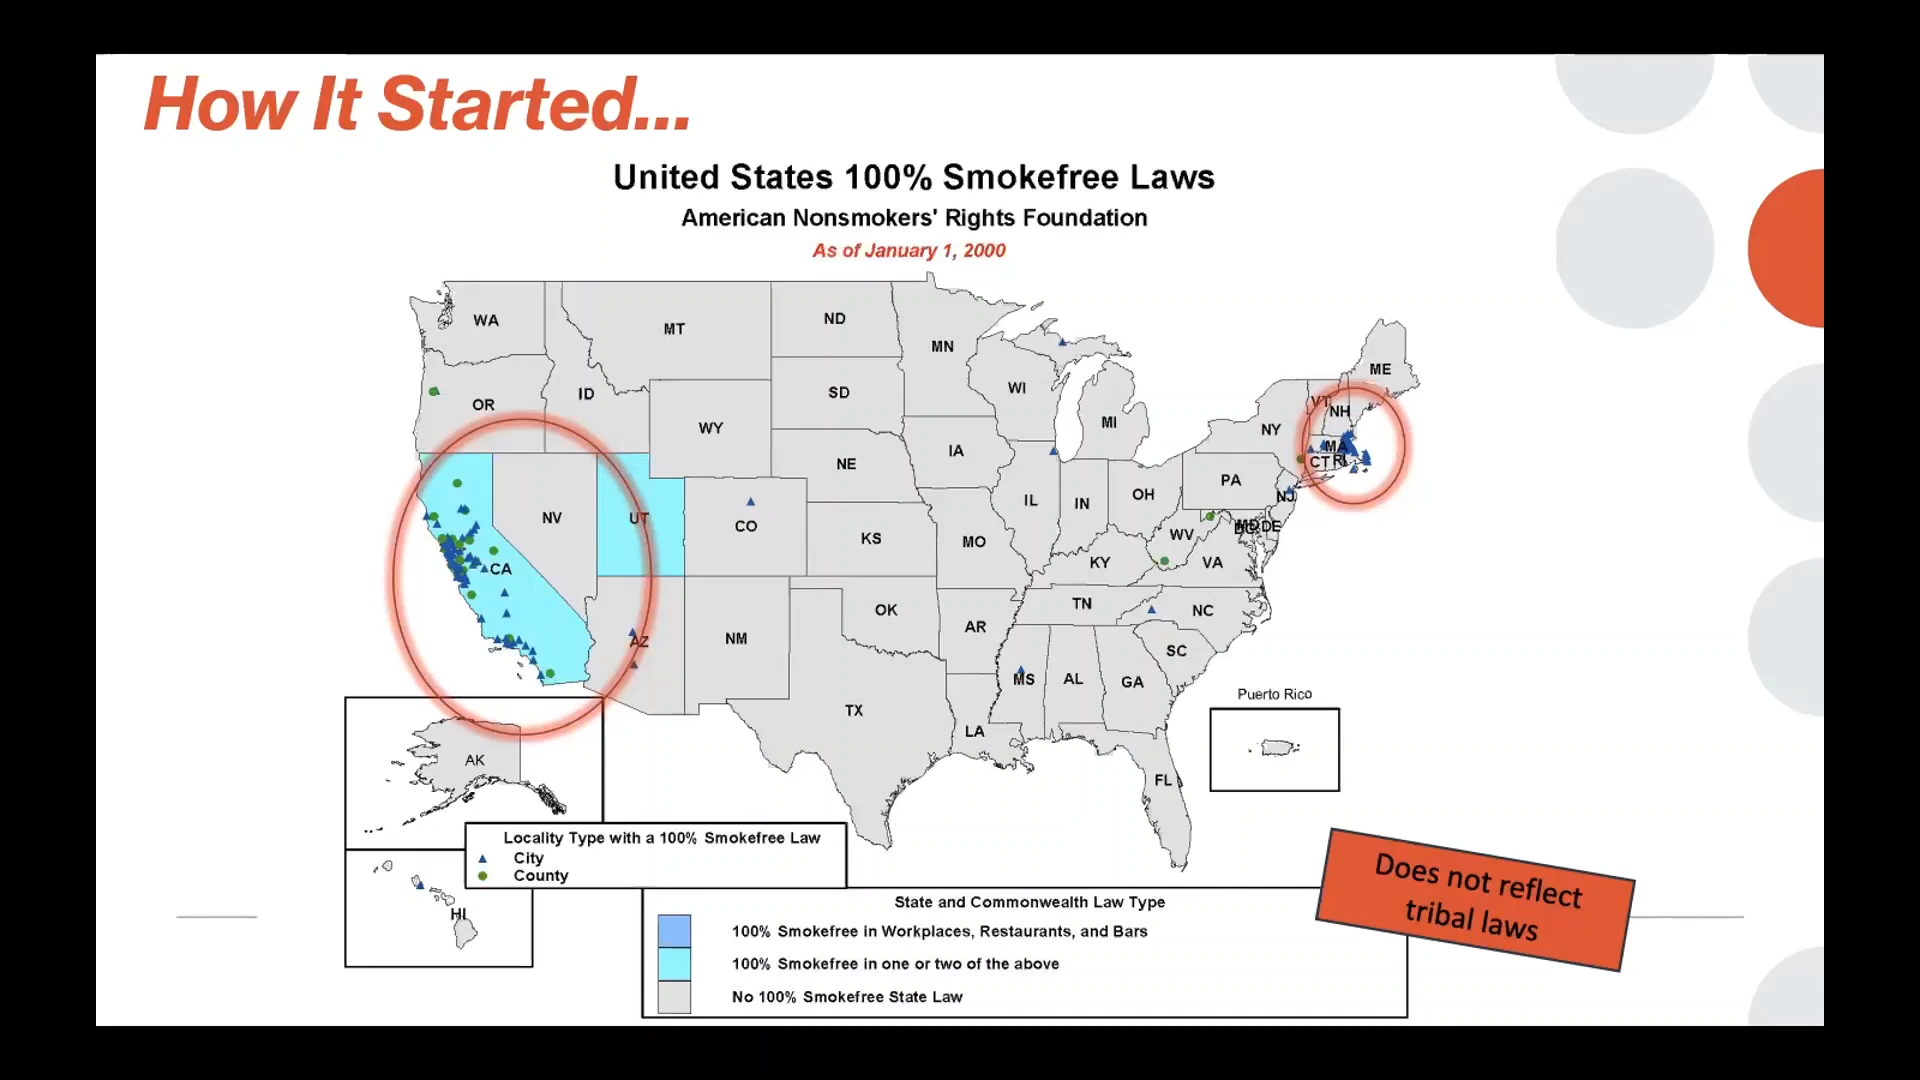 How It Started...
United States 100% Smokefree Laws
American Nonsmokers' Rights Foundation
As of January 1, 2000
WA
MT
ND
MN
ME
OR
ID
SD
WI
MI
VT
NH
WY
NY
MA
NE
IA
CT RI
PA
NV
UT
CO
IL
IN
OH
NJ
KS
MO
WV
MD DE
DC
CA
KY
VA
OK
AR
TN
NC
AZ
NM
SC
MS
AL
GA
TX
LA
Puerto Rico
FL
AK
HI
Locality Type with a 100% Smokefree Law
City
County
State and Commonwealth Law Type
100% Smokefree in Workplaces, Restaurants, and Bars
100% Smokefree in one or two of the above
No 100% Smokefree State Law
Does not reflect
tribal laws